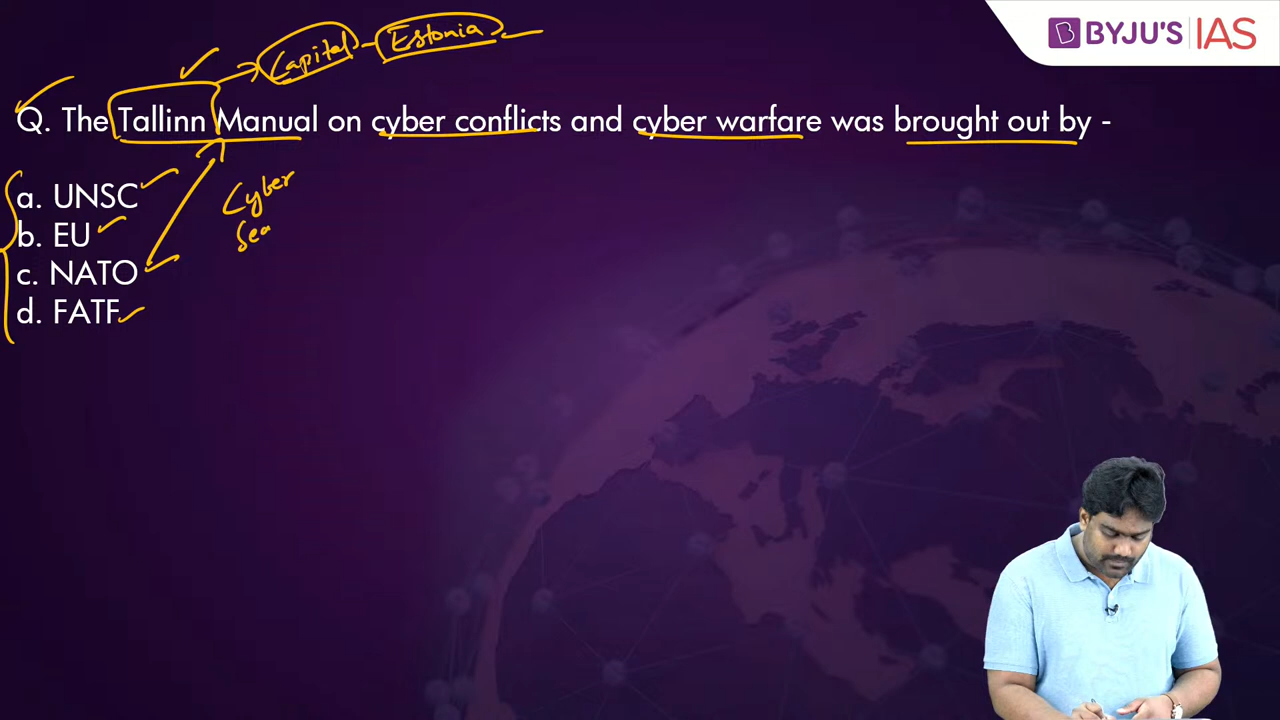 BYJU'S IAS
Capital - Estonia
Q. The Tallinn Manual on cyber conflicts and cyber warfare was brought out by -
a. UNSC
b. EU
c. NATO
d. FATF
Cyber
Sea